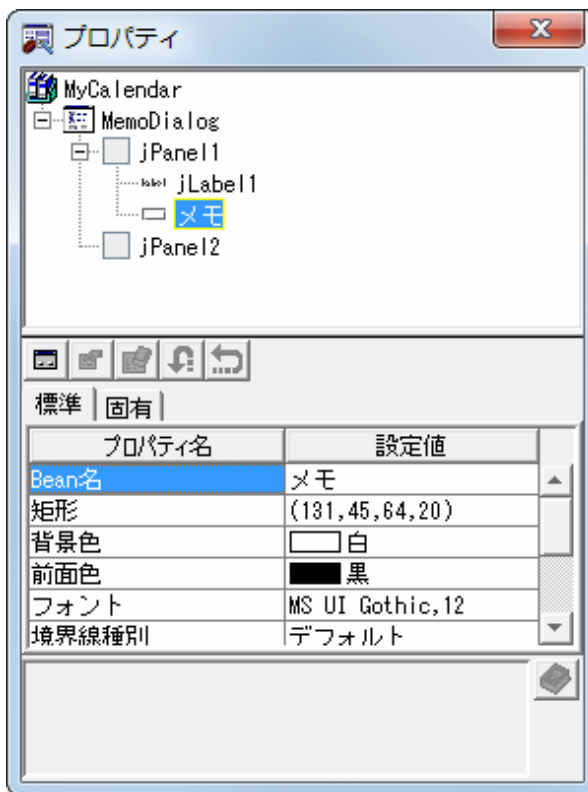 プロパティ
MyCalendar
MemoDialog
jPanel1
label jLabel1
メモ
jPanel2
標準 固有
プロパティ名 設定値
Bean名 メモ
矩形 (131,45,64,20)
背景色 白
前面色 黒
フォント MS UI Gothic,12
境界線種別 デフォルト